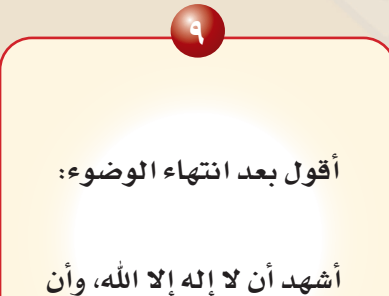 ٩
أقول بعد انتهاء الوضوء:
أشهد أن لا إله إلا الله، وأن